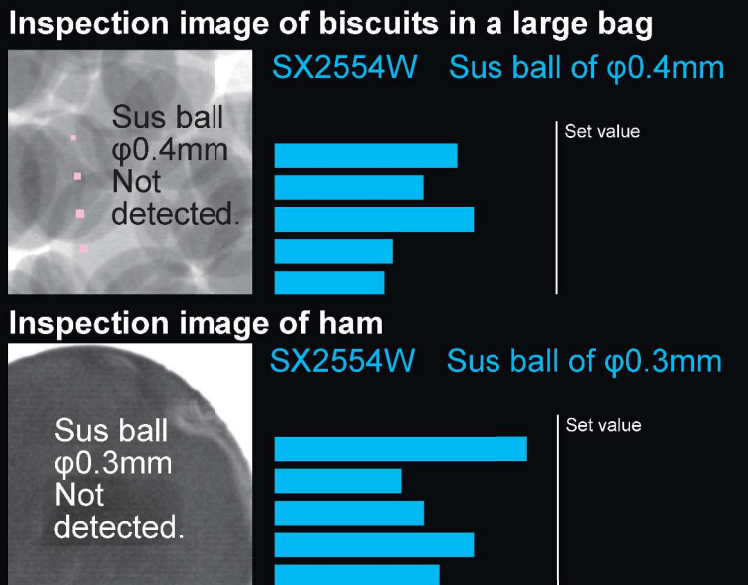 Inspection image of biscuits in a large bag
SX2554W Sus ball of φ0.4mm
Sus ball
φ0.4mm
Not
detected.
Set value
Inspection image of ham
SX2554W Sus ball of φ0.3mm
Sus ball
φ0.3mm
Not
detected.
Set value